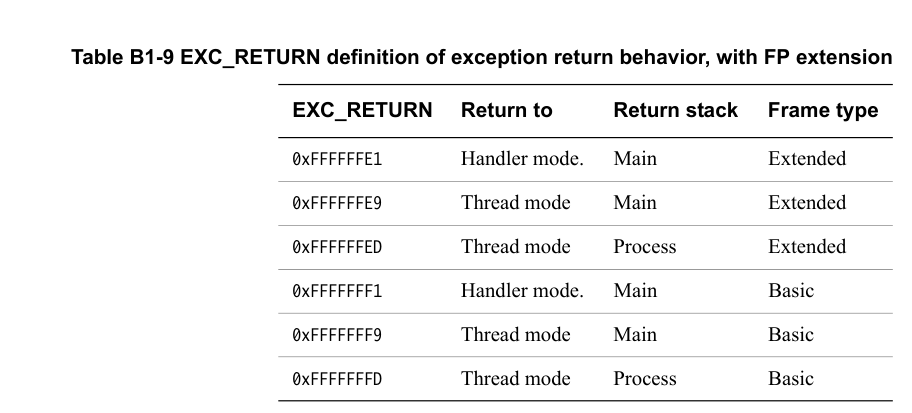 Table B1-9 EXC_RETURN definition of exception return behavior, with FP extension
EXC_RETURN Return to Return stack Frame type
0xFFFFFFE1 Handler mode. Main Extended
0xFFFFFFE9 Thread mode Main Extended
0xFFFFFFED Thread mode Process Extended
0xFFFFFFF1 Handler mode. Main Basic
0xFFFFFFF9 Thread mode Main Basic
0xFFFFFFFD Thread mode Process Basic